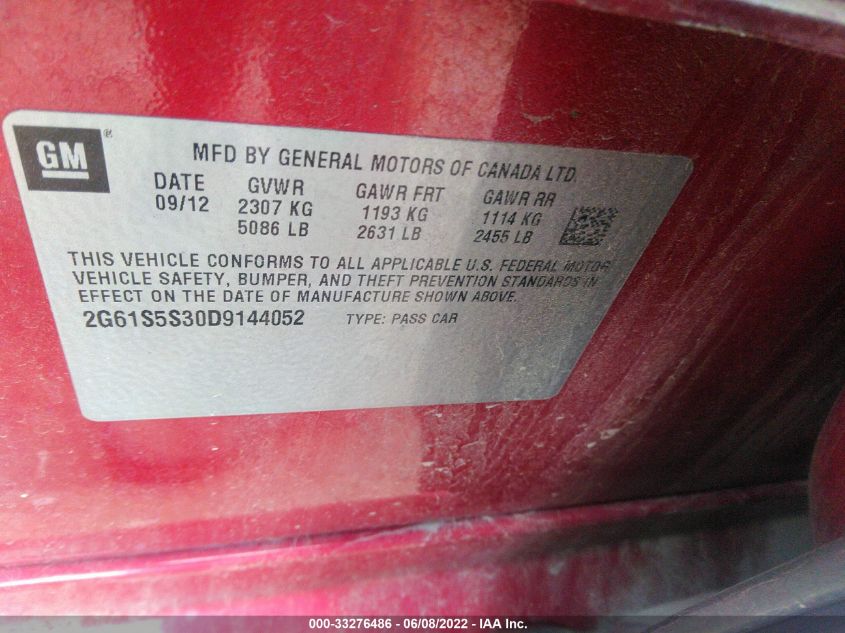 GM ®
MFD BY GENERAL MOTORS OF CANADA LTD.
DATE GVWR GAWR FRT GAWR RR
09/12 2307 KG 1193 KG 1114 KG
5086 LB 2631 LB 2455 LB
THIS VEHICLE CONFORMS TO ALL APPLICABLE U.S. FEDERAL MOTOR
VEHICLE SAFETY, BUMPER, AND THEFT PREVENTION STANDARDS IN
EFFECT ON THE DATE OF MANUFACTURE SHOWN ABOVE.
2G61S5S30D9144052 TYPE: PASS CAR
000-33276486 - 06/08/2022 - IAA Inc.